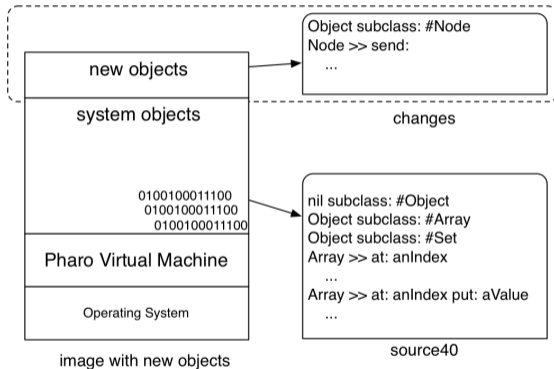 Object subclass: #Node
Node >> send:
...
new objects
changes
system objects
0100100011100
0100100011100
0100100011100
nil subclass: #Object
Object subclass: #Array
Object subclass: #Set
Array >> at: anIndex
...
Array >> at: anIndex put: aValue
...
Pharo Virtual Machine
Operating System
image with new objects
source40